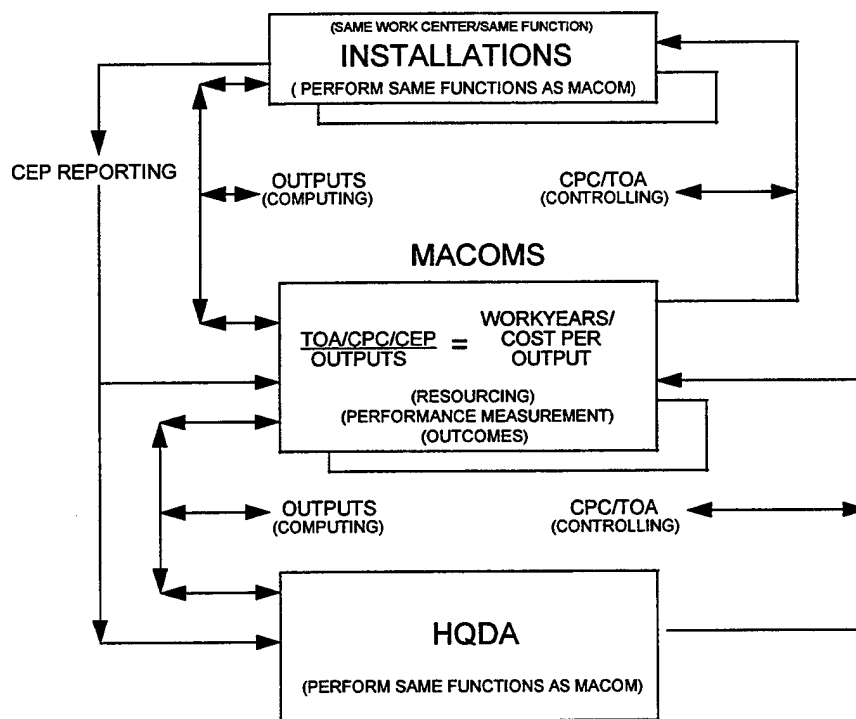 (SAME WORK CENTER/SAME FUNCTION)
INSTALLATIONS
( PERFORM SAME FUNCTIONS AS MACOM)
CEP REPORTING
OUTPUTS
(COMPUTING)
CPC/TOA
(CONTROLLING)
MACOMS
TOA/CPC/CEP
OUTPUTS
=
WORKYEARS/
COST PER
OUTPUT
(RESOURCING)
(PERFORMANCE MEASUREMENT)
(OUTCOMES)
OUTPUTS
(COMPUTING)
CPC/TOA
(CONTROLLING)
HQDA
(PERFORM SAME FUNCTIONS AS MACOM)